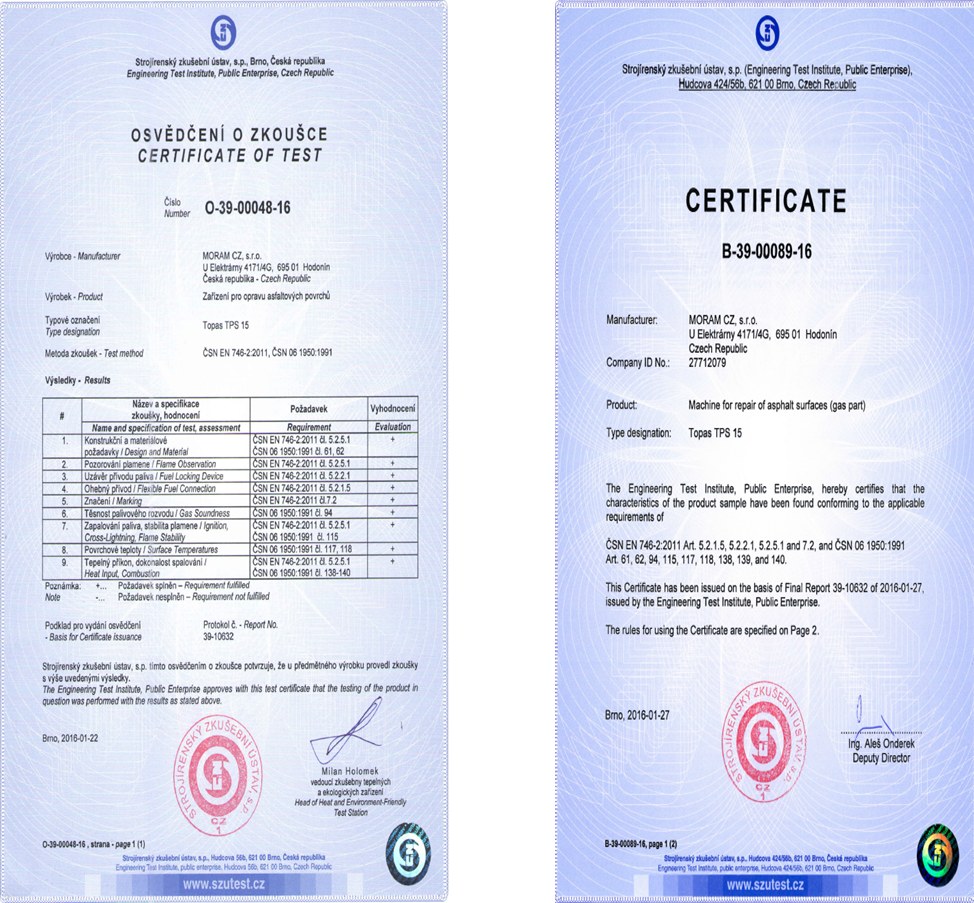 Strojírenský zkušební ústav, s.p., Brno, Česká republika
Engineering Test Institute, Public Enterprise, Czech Republic
OSVĚDČENÍ O ZKOUŠCE
CERTIFICATE OF TEST
Číslo
Number O-39-00048-16
Výrobce - Manufacturer MORAM CZ, s.r.o.
U Elektrárny 4171/4G, 695 01 Hodonín
Česká republika - Czech Republic
Výrobek - Product Zařízení pro opravu asfaltových povrchů
Typové označení
Type designation Topas TPS 15
Metoda zkoušek - Test method ČSN EN 746-2:2011, ČSN 06 1950:1991
Výsledky - Results
# Název a specifikace zkoušky, hodnocení Požadavek Vyhodnocení
Name and specification of test, assessment Requirement Evaluation
1. Konstrukční a materiálové ČSN EN 746-2:2011 čl. 5.2.5.1 +
požadavky / Design and Material ČSN 06 1950:1991 čl. 61, 62
2. Pozorování plamene / Flame Observation ČSN EN 746-2:2011 čl. 5.2.5.1 +
3. Uzávěr přívodu paliva / Fuel Locking Device ČSN EN 746-2:2011 čl. 5.2.2.1 +
4. Ohebný přívod / Flexible Fuel Connection ČSN EN 746-2:2011 čl. 5.2.1.5 +
5. Značení / Marking ČSN EN 746-2:2011 čl.7.2 +
6. Těsnost palivového rozvodu / Gas Soundness ČSN 06 1950:1991 čl. 94 +
7. Zapalování paliva, stabilita plamene / Ignition, ČSN EN 746-2:2011 čl. 5.2.5.1 +
Cross-Lightning, Flame Stability ČSN 06 1950:1991 čl. 115
8. Povrchové teploty / Surface Temperatures ČSN 06 1950:1991 čl. 117, 118 +
9. Tepelný příkon, dokonalost spalování / ČSN EN 746-2:2011 čl. 5.2.5.1 +
Heat Input, Combustion ČSN 06 1950:1991 čl. 138-140
Poznámka: +... Požadavek splněn – Requirement fulfilled
Note -... Požadavek nesplněn – Requirement not fulfilled
Podklad pro vydání osvědčení Protokol č. - Report No.
- Basis for Certificate issuance 39-10632
Strojírenský zkušební ústav, s.p. tímto osvědčením o zkoušce potvrzuje, že u předmětného výrobku provedl zkoušky
s výše uvedenými výsledky.
The Engineering Test Institute, Public Enterprise approves with this test certificate that the testing of the product in
question was performed with the results as stated above.
Brno, 2016-01-22
STROJÍRENSKÝ ZKUŠEBNÍ ÚSTAV, s.p.
CZ
1
Milan Holomek
vedoucí zkušebny tepelných
a ekologických zařízení
Head of Heat and Environment-Friendly
Test Station
O-39-00048-16 , strana - page 1 (1)
Strojírenský zkušební ústav, s.p., Hudcova 56b, 621 00 Brno, Česká republika
Engineering Test Institute, public enterprise, Hudcova 56b, 621 00 Brno, Czech Republic
www.szutest.cz
Strojírenský zkušební ústav, s.p. (Engineering Test Institute, Public Enterprise),
Hudcova 424/56b, 621 00 Brno, Czech Republic
CERTIFICATE
B-39-00089-16
Manufacturer: MORAM CZ, s.r.o.
U Elektrárny 4171/4G, 695 01 Hodonín
Czech Republic
Company ID No.: 27712079
Product: Machine for repair of asphalt surfaces (gas part)
Type designation: Topas TPS 15
The Engineering Test Institute, Public Enterprise, hereby certifies that the
characteristics of the product sample have been found conforming to the applicable
requirements of
ČSN EN 746-2:2011 Art. 5.2.1.5, 5.2.2.1, 5.2.5.1 and 7.2, and ČSN 06 1950:1991
Art. 61, 62, 94, 115, 117, 118, 138, 139, and 140.
This Certificate has been issued on the basis of Final Report 39-10632 of 2016-01-27,
issued by the Engineering Test Institute, Public Enterprise.
The rules for using the Certificate are specified on Page 2.
Brno, 2016-01-27
STROJÍRENSKÝ ZKUŠEBNÍ ÚSTAV, s.p.
CZ
1
Ing. Aleš Onderek
Deputy Director
B-39-00089-16, page 1 (2)
Strojírenský zkušební ústav, s.p., Hudcova 424/56b, 621 00 Brno, Česká republika
Engineering Test Institute, public enterprise, Hudcova 424/56b, 621 00 Brno, Czech Republic
www.szutest.cz